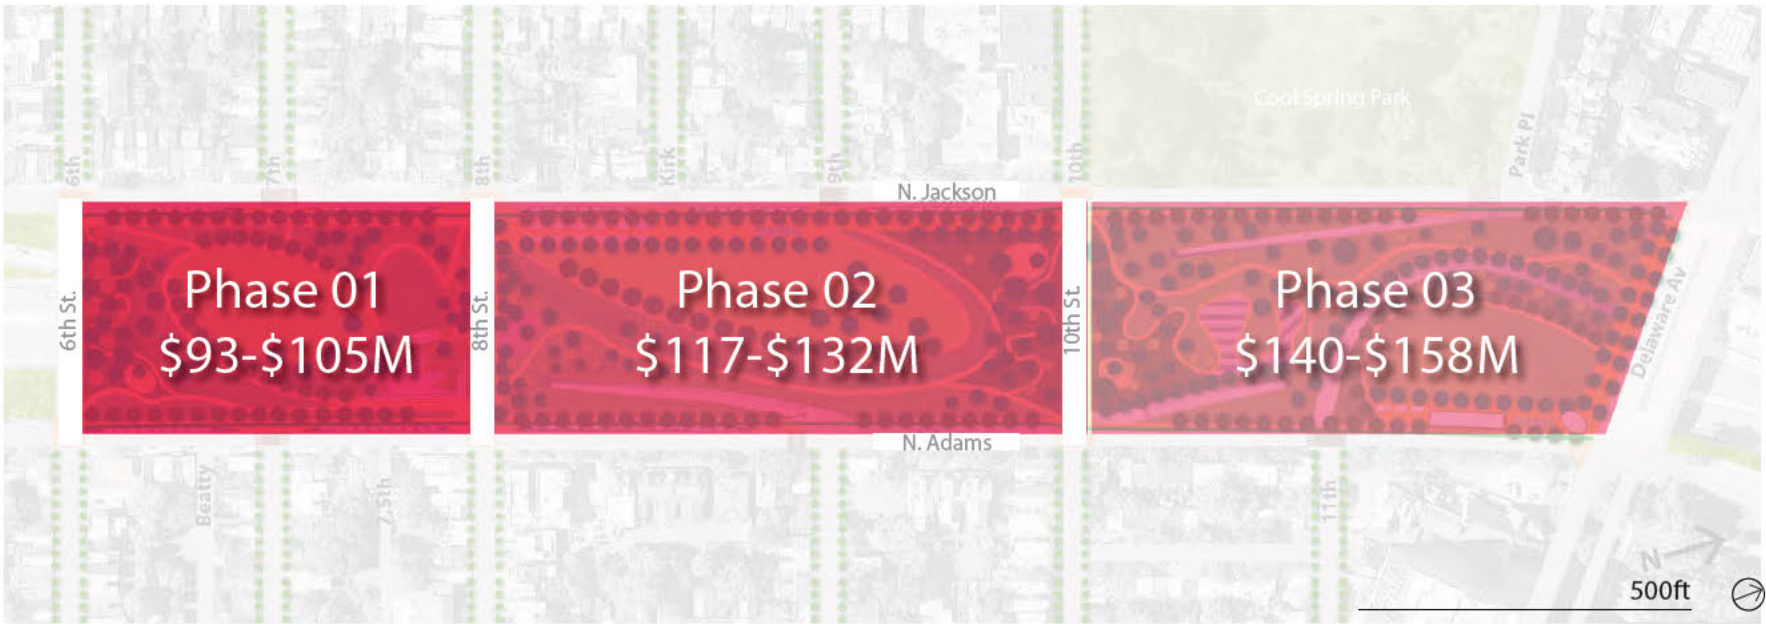 Cool Spring Park
6th
7th
8th
Kirk
9th
10th
Park Pl
N. Jackson
6th St.
Phase 01
$93-$105M
8th St.
Phase 02
$117-$132M
10th St.
Phase 03
$140-$158M
Delaware Av
N. Adams
Beatty
7.5th
11th
N
500ft